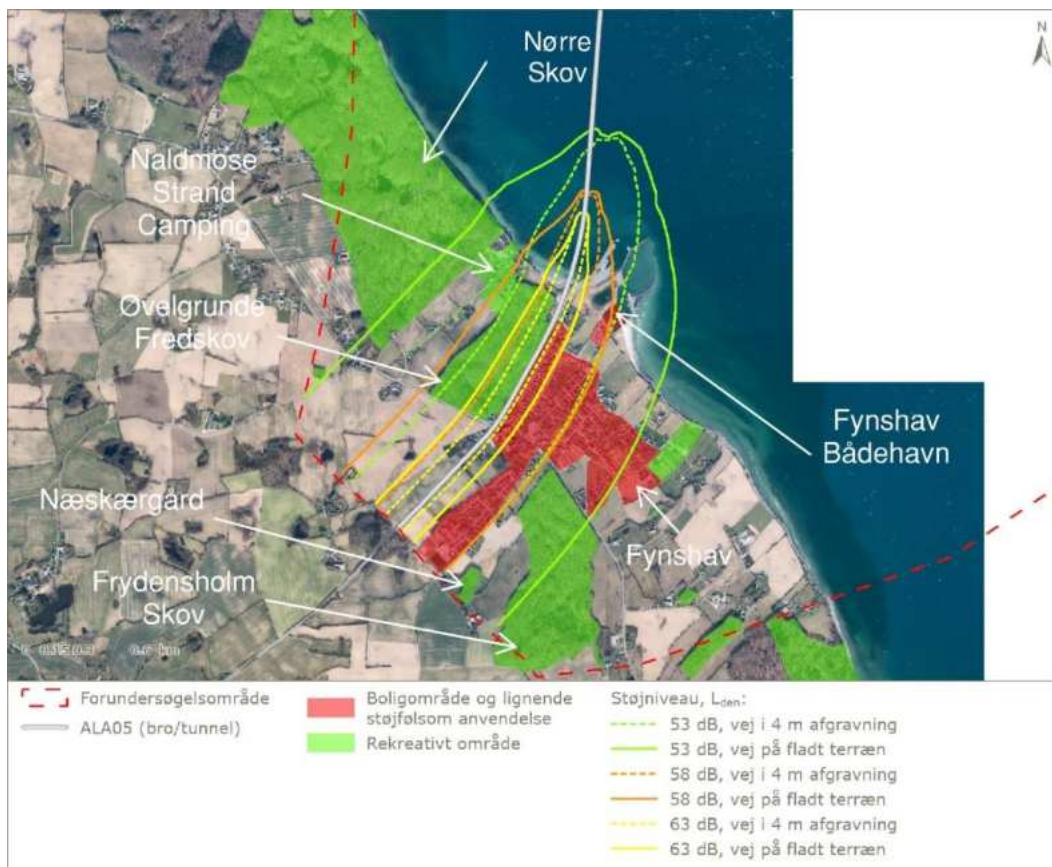 N
Nørre
Skov
Naldmose
Strand
Camping
Øvelgrunde
Fredskov
Fynshav
Bådehavn
Næskærgård
Fynshav
Frydensholm
Skov
km
Forundersøgelsesområde
ALA05 (bro/tunnel)
Boligområde og lignende
støjfølsom anvendelse
Rekreativt område
Støjniveau, Lden:
53 dB, vej i 4 m afgravning
53 dB, vej på fladt terræn
58 dB, vej i 4 m afgravning
58 dB, vej på fladt terræn
63 dB, vej i 4 m afgravning
63 dB, vej på fladt terræn